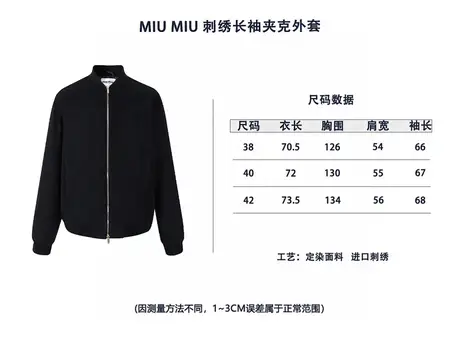 MIU MIU 刺绣长袖夹克外套
尺码数据
尺码 衣长 胸围 肩宽 袖长
38 70.5 126 54 66
40 72 130 55 67
42 73.5 134 56 68
工艺：定染面料 进口刺绣
(因测量方法不同，1~3CM误差属于正常范围)